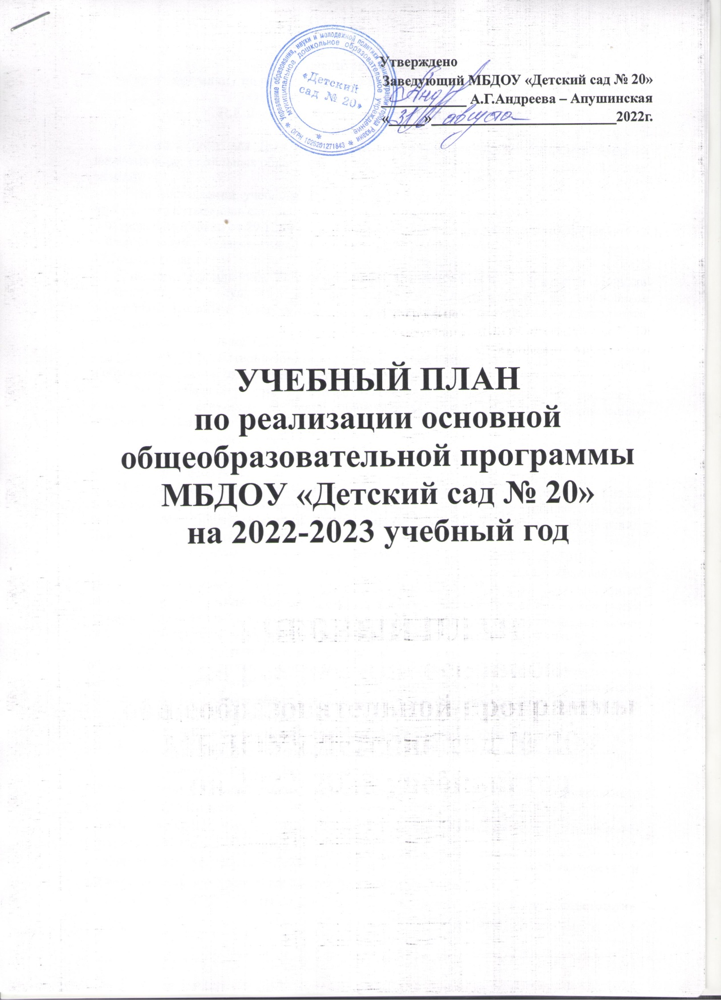 Управление образования, науки и молодежной политики администрации города Рязани
Муниципальное дошкольное образовательное учреждение
ОГРН 1026201271843
«Детский
сад № 20»
Утверждено
Заведующий МБДОУ «Детский сад № 20»
А.Г.Андреева – Апушинская
«31» августа 2022г.
УЧЕБНЫЙ ПЛАН
по реализации основной
общеобразовательной программы
МБДОУ «Детский сад № 20»
на 2022-2023 учебный год